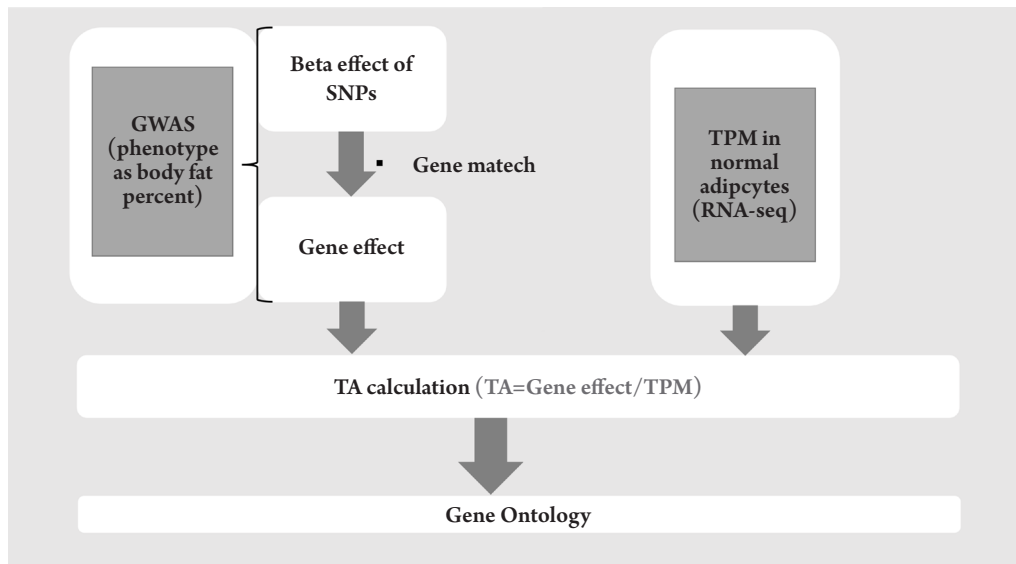 GWAS
(phenotype
as body fat
percent)
Beta effect of
SNPs
Gene matech
Gene effect
TPM in
normal
adipcytes
(RNA-seq)
TA calculation (TA=Gene effect/TPM)
Gene Ontology